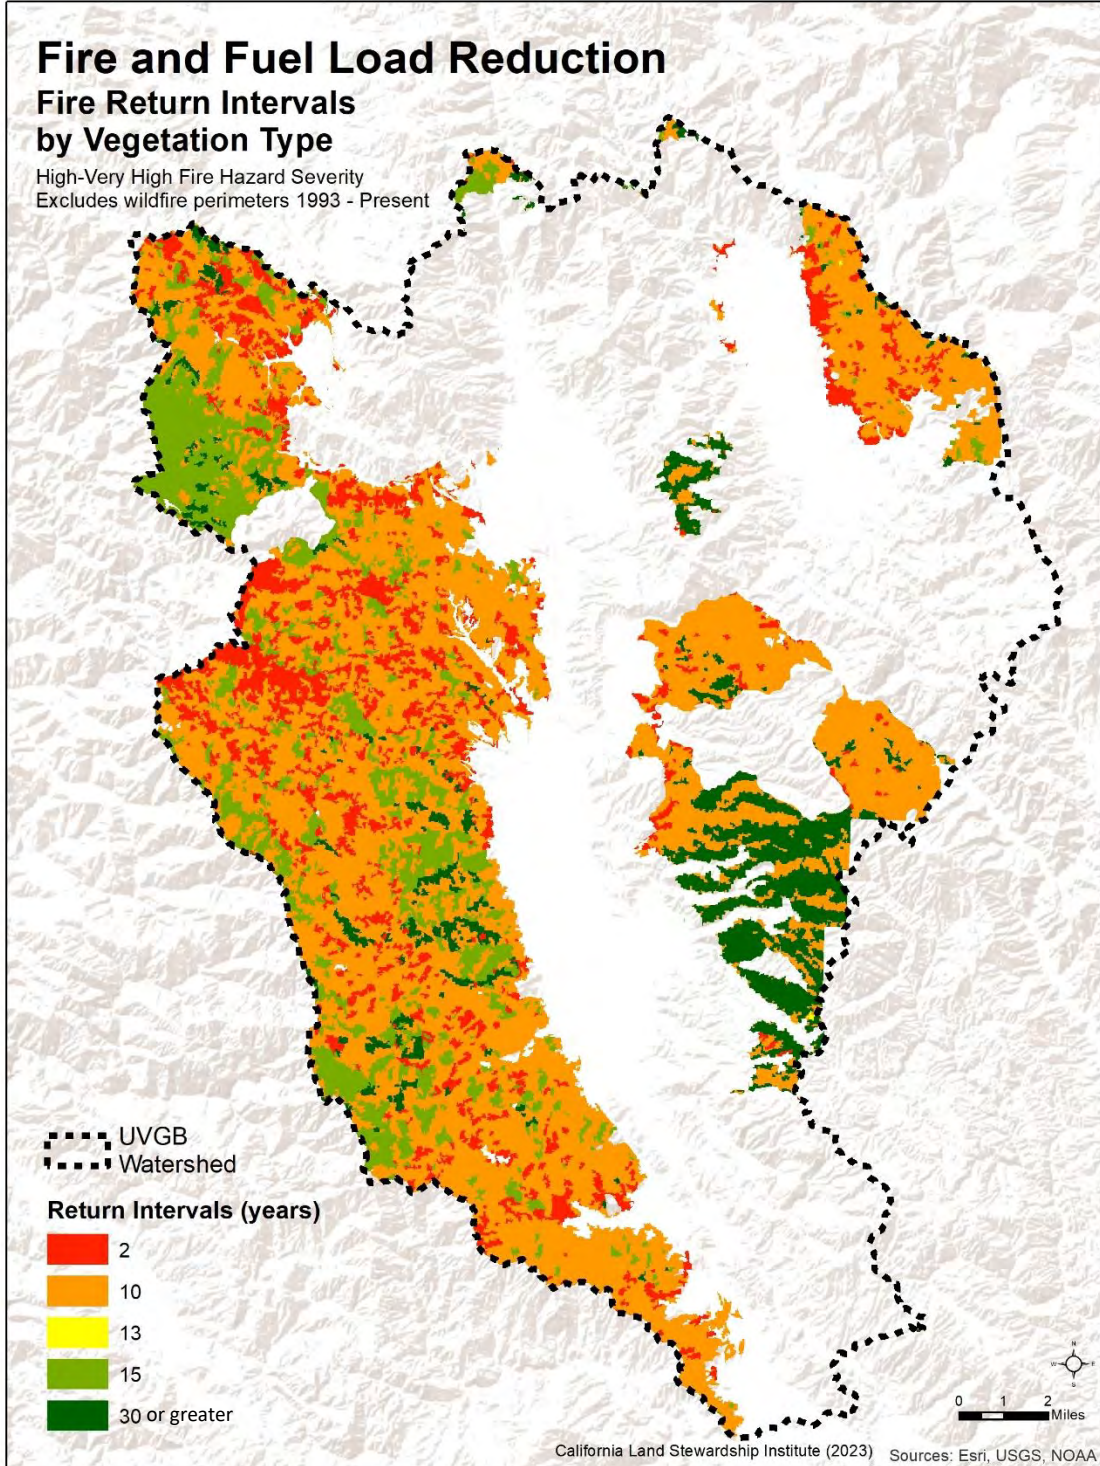 Fire and Fuel Load Reduction
Fire Return Intervals
by Vegetation Type
High-Very High Fire Hazard Severity
Excludes wildfire perimeters 1993 - Present
UVGB
Watershed
Return Intervals (years)
2
10
13
15
30 or greater
N
W E
S
0 1 2
Miles
California Land Stewardship Institute (2023) Sources: Esri, USGS, NOAA